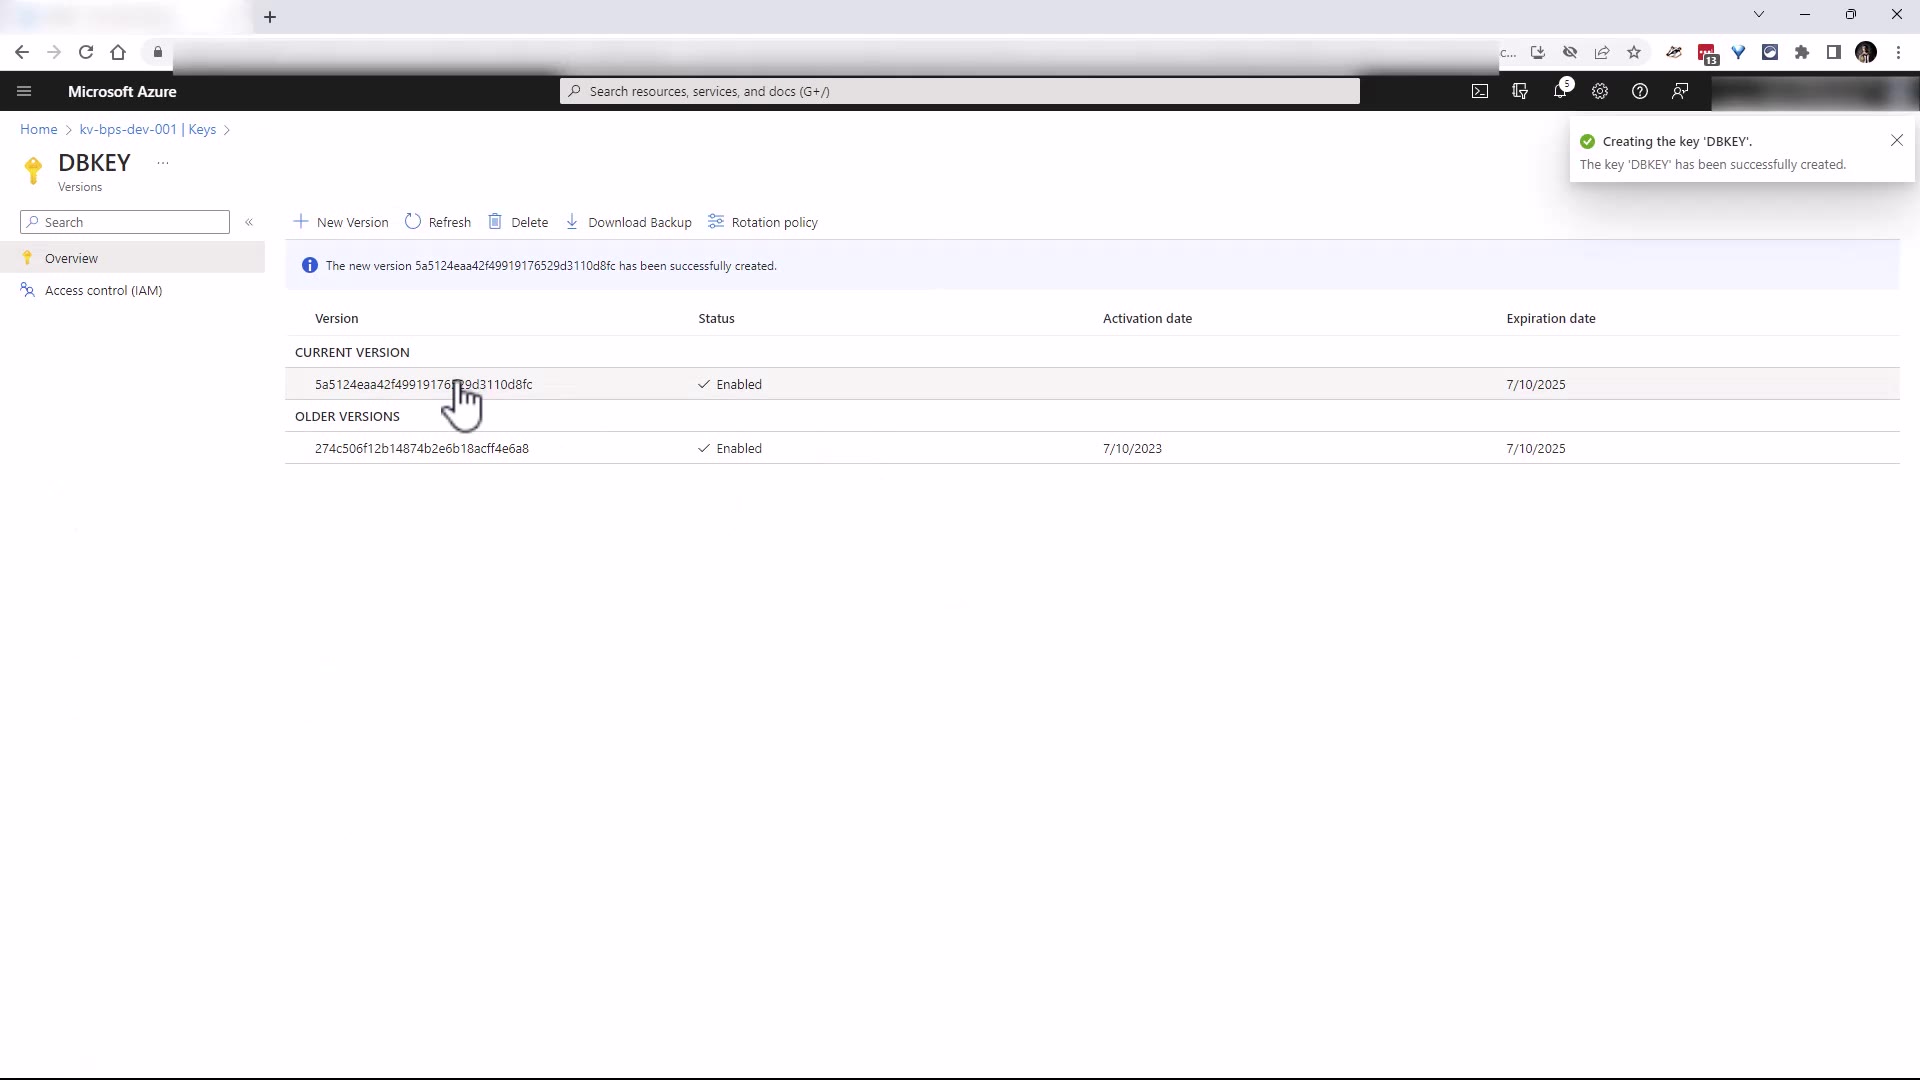 c...
13
Microsoft Azure
Search resources, services, and docs (G+/)
5
Home > kv-bps-dev-001 | Keys >
DBKEY ...
Versions
Creating the key 'DBKEY'.
The key 'DBKEY' has been successfully created.
Search
«
Overview
Access control (IAM)
New Version
Refresh
Delete
Download Backup
Rotation policy
The new version 5a5124eaa42f49919176529d3110d8fc has been successfully created.
Version Status Activation date Expiration date
CURRENT VERSION
5a5124eaa42f49919176529d3110d8fc Enabled 7/10/2025
OLDER VERSIONS
274c506f12b14874b2e6b18acff4e6a8 Enabled 7/10/2023 7/10/2025